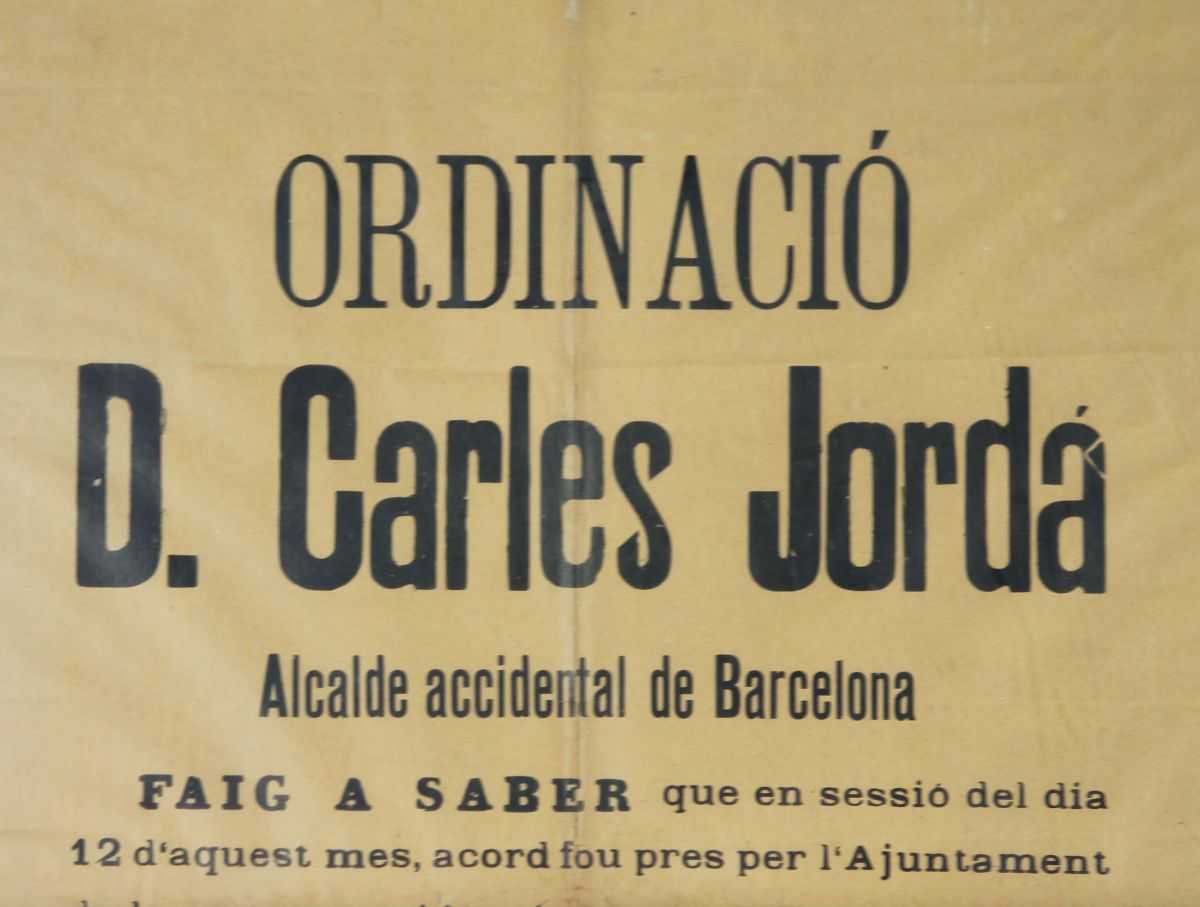 ORDINACIÓ
D. Carles Jordá
Alcalde accidental de Barcelona
FAIG A SABER que en sessió del dia
12 d'aquest mes, acord fou pres per l'Ajuntament